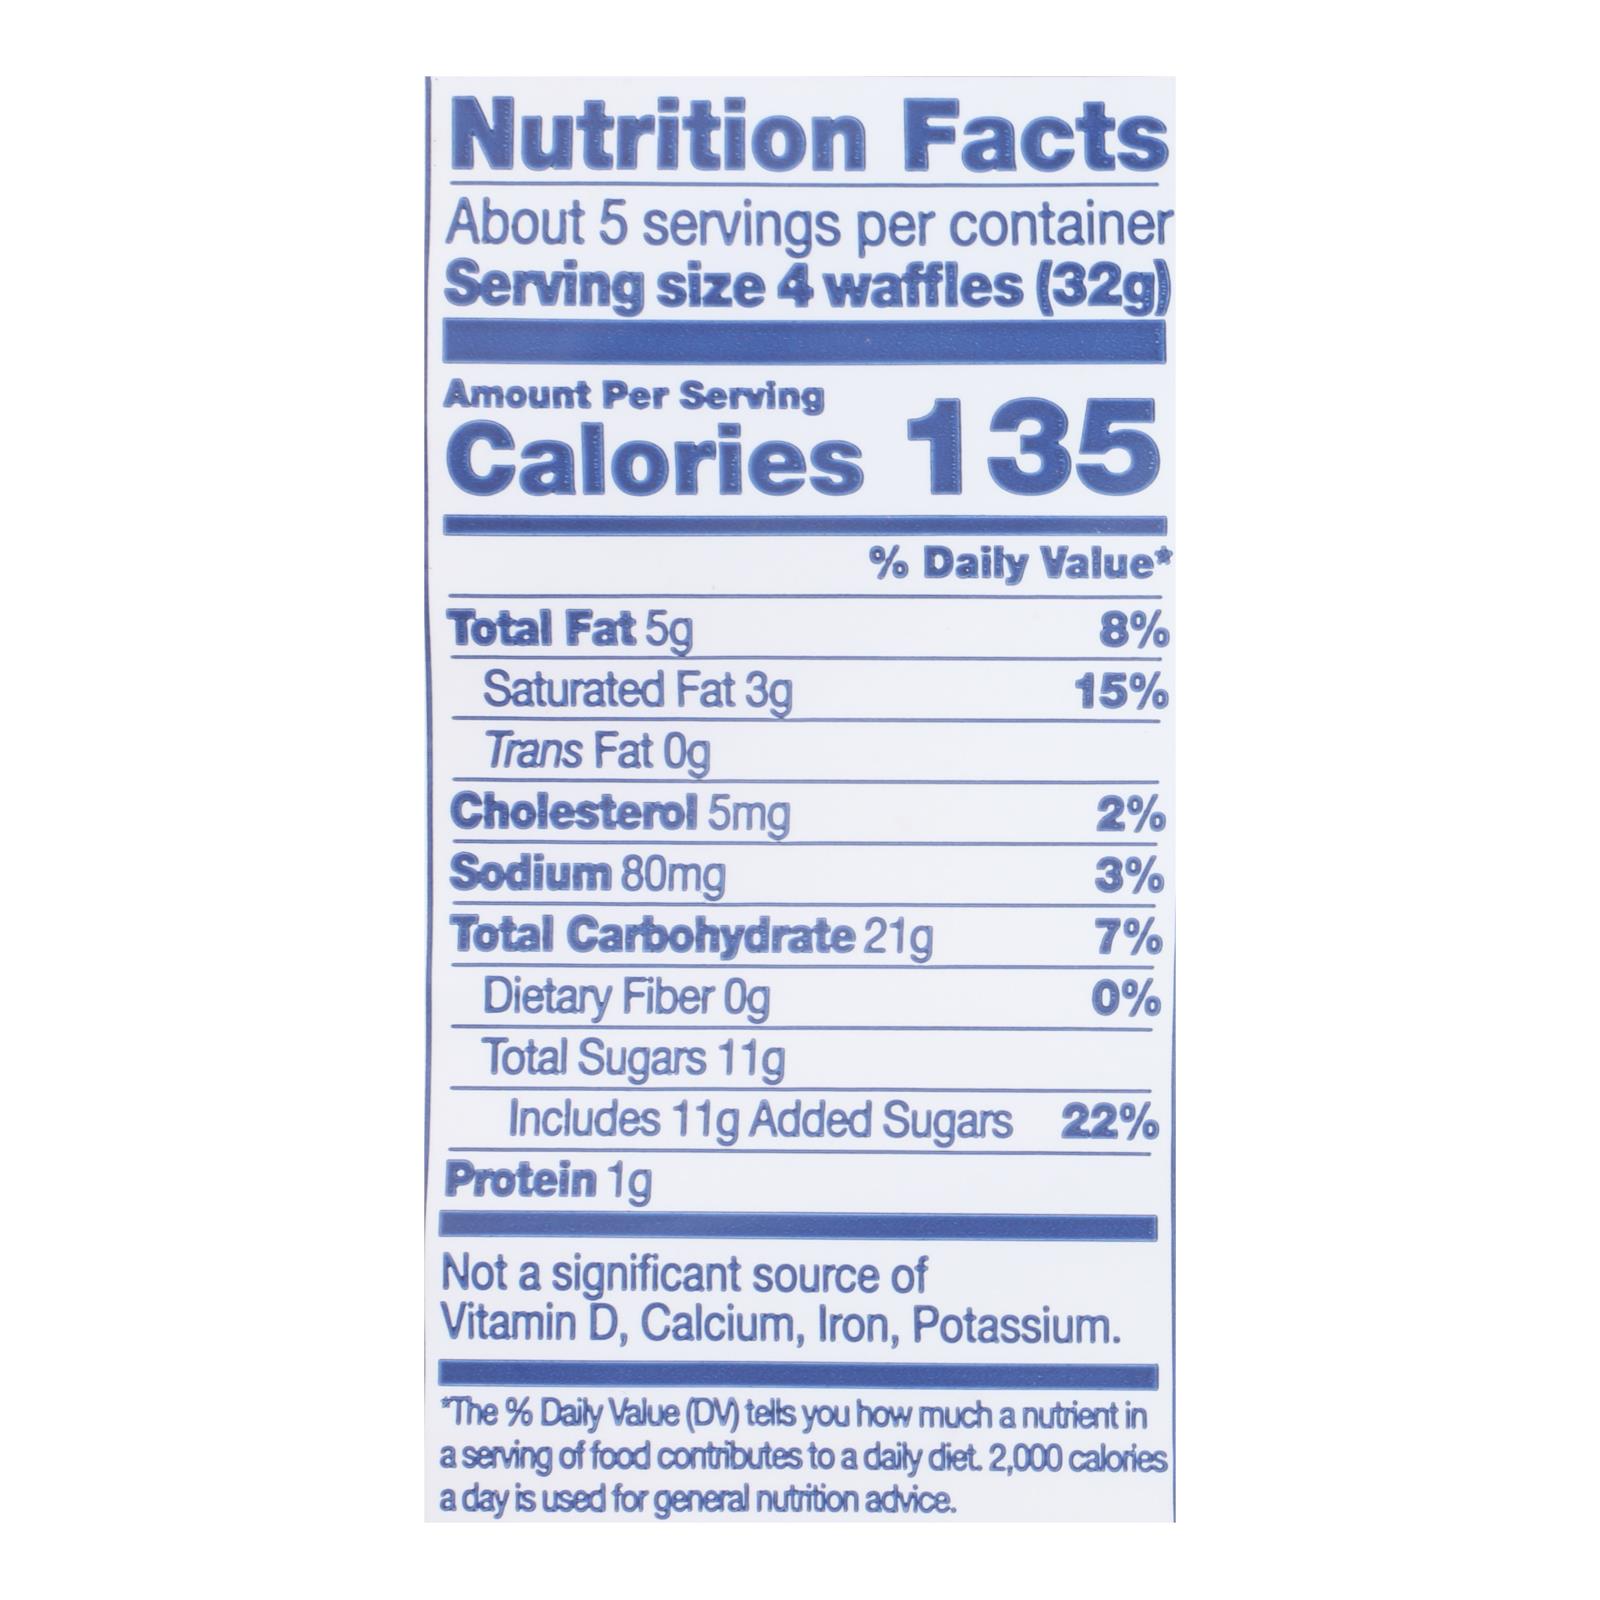 Nutrition Facts
About 5 servings per container
Serving size 4 waffles (32g)
Amount Per Serving
Calories 135
% Daily Value*
Total Fat 5g 8%
Saturated Fat 3g 15%
Trans Fat 0g
Cholesterol 5mg 2%
Sodium 80mg 3%
Total Carbohydrate 21g 7%
Dietary Fiber 0g 0%
Total Sugars 11g
Includes 11g Added Sugars 22%
Protein 1g
Not a significant source of
Vitamin D, Calcium, Iron, Potassium.
*The % Daily Value (DV) tells you how much a nutrient in
a serving of food contributes to a daily diet. 2,000 calories
a day is used for general nutrition advice.